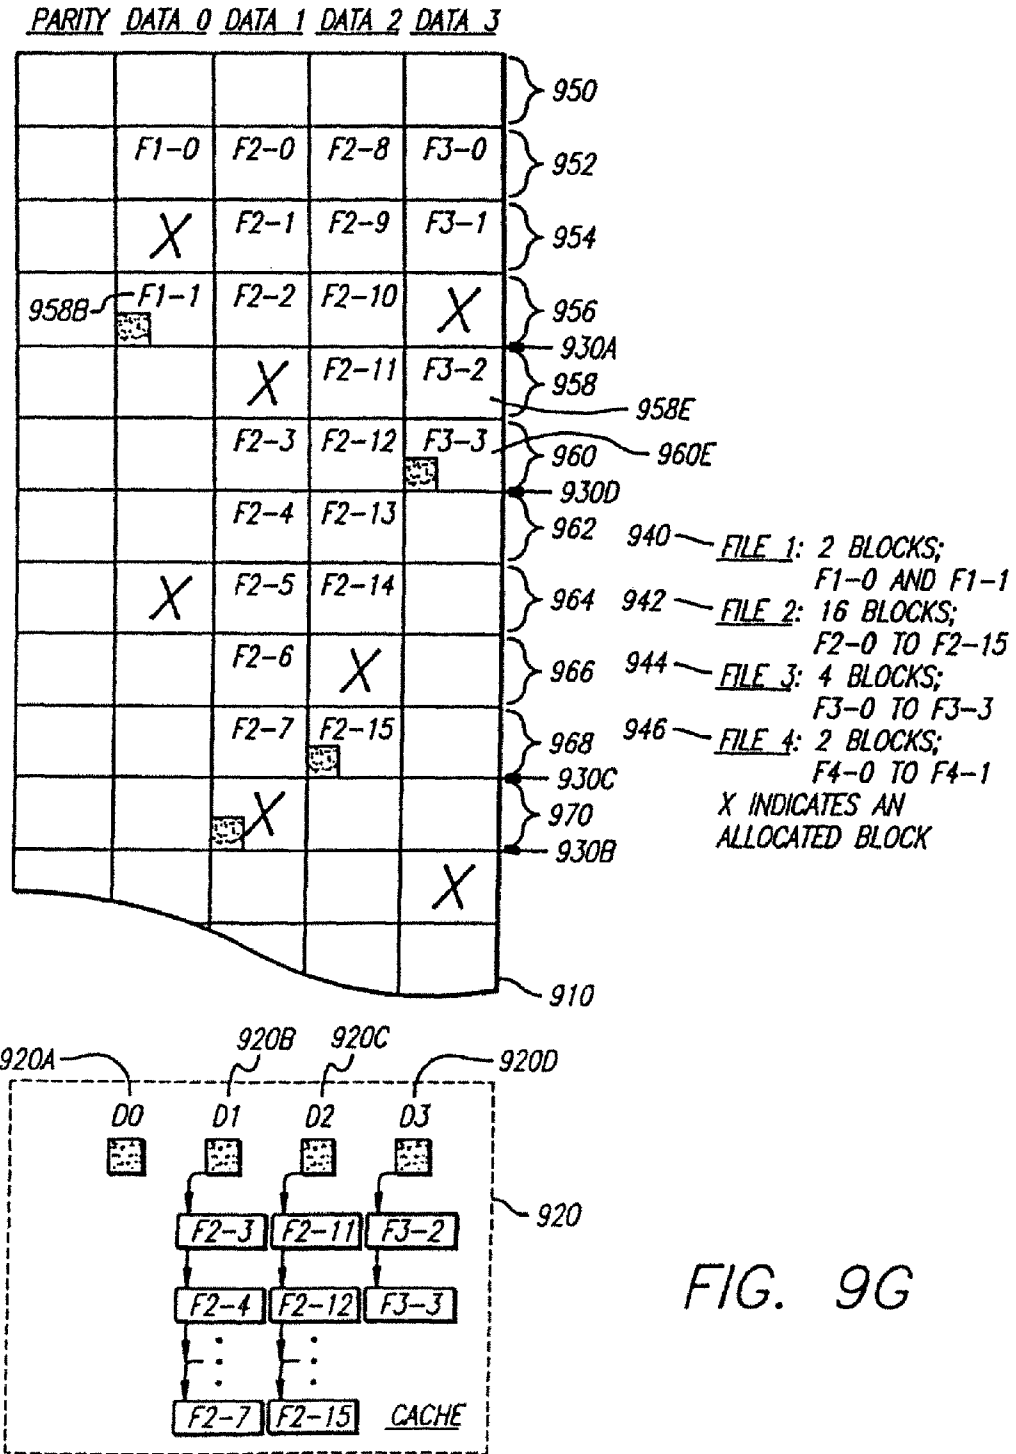 PARITY DATA 0 DATA 1 DATA 2 DATA 3
950
F1-0 F2-0 F2-8 F3-0 952
X F2-1 F2-9 F3-1 954
958B F1-1 F2-2 F2-10 X 956
930A
X F2-11 F3-2 958
958E
F2-3 F2-12 F3-3 960 960E
930D
F2-4 F2-13 962
X F2-5 F2-14 964
F2-6 X 966
F2-7 F2-15 968
930C
X 970
930B
X
910
940 FILE 1: 2 BLOCKS;
F1-0 AND F1-1
942 FILE 2: 16 BLOCKS;
F2-0 TO F2-15
944 FILE 3: 4 BLOCKS;
F3-0 TO F3-3
946 FILE 4: 2 BLOCKS;
F4-0 TO F4-1
X INDICATES AN
ALLOCATED BLOCK
920A 920B 920C 920D
D0 D1 D2 D3
920
F2-3 F2-11 F3-2
F2-4 F2-12 F3-3
F2-7 F2-15 CACHE
FIG. 9G